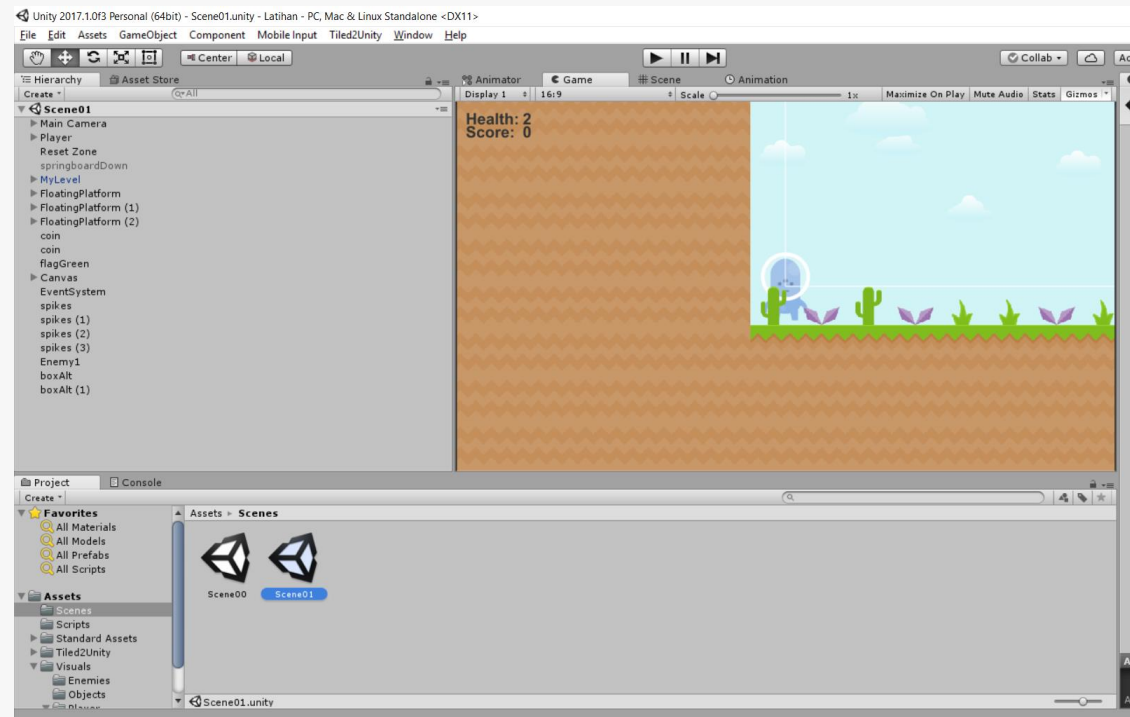 Unity 2017.1.0f3 Personal (64bit) - Scene01.unity - Latihan - PC, Mac & Linux Standalone <DX11>
File Edit Assets GameObject Component Mobile Input Tiled2Unity Window Help
Center Local Collab
Hierarchy Asset Store
Create All
Scene01
Main Camera
Player
Reset Zone
springboardDown
MyLevel
FloatingPlatform
FloatingPlatform (1)
FloatingPlatform (2)
coin
coin
flagGreen
Canvas
EventSystem
spikes
spikes (1)
spikes (2)
spikes (3)
Enemy1
boxAlt
boxAlt (1)
Animator Game Scene Animation
Display 1 16:9 Scale 1x Maximize On Play Mute Audio Stats Gizmos
Health: 2
Score: 0
Project Console
Create
Favorites
All Materials
All Models
All Prefabs
All Scripts
Assets
Scenes
Scripts
Standard Assets
Tiled2Unity
Visuals
Enemies
Objects
Player
Assets Scenes
Scene00 Scene01
Scene01.unity